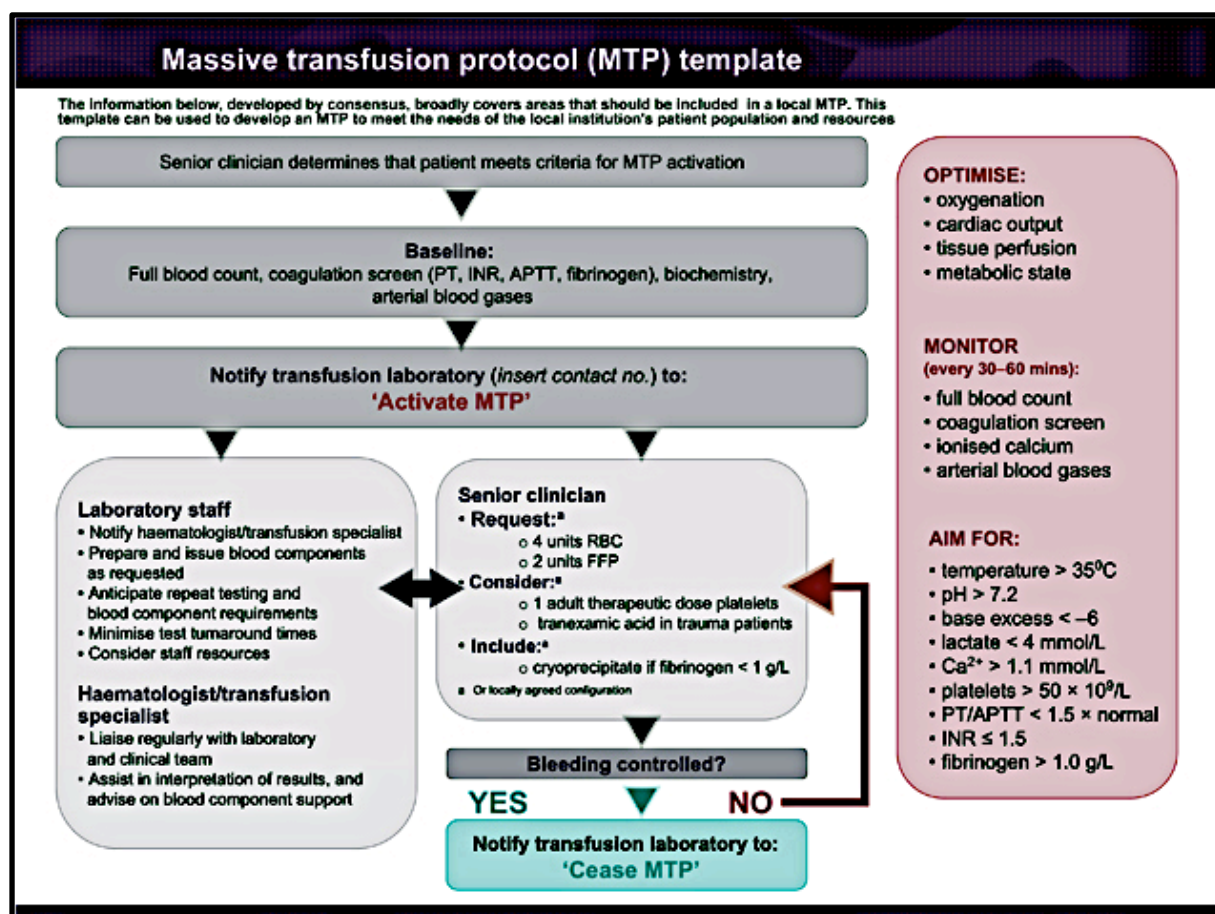 Massive transfusion protocol (MTP) template
The information below, developed by consensus, broadly covers areas that should be included in a local MTP. This
template can be used to develop an MTP to meet the needs of the local institution's patient population and resources
Senior clinician determines that patient meets criteria for MTP activation
Baseline:
Full blood count, coagulation screen (PT, INR, APTT, fibrinogen), biochemistry,
arterial blood gases
Notify transfusion laboratory (insert contact no.) to:
‘Activate MTP’
Laboratory staff
• Notify haematologist/transfusion specialist
• Prepare and issue blood components
as requested
• Anticipate repeat testing and
blood component requirements
• Minimise test turnaround times
• Consider staff resources
Haematologist/transfusion
specialist
• Liaise regularly with laboratory
and clinical team
• Assist in interpretation of results, and
advise on blood component support
Senior clinician
• Request:ª
o 4 units RBC
o 2 units FFP
• Consider:ª
o 1 adult therapeutic dose platelets
o tranexamic acid in trauma patients
• Include:ª
o cryoprecipitate if fibrinogen < 1 g/L
a Or locally agreed configuration
Bleeding controlled?
YES
NO
Notify transfusion laboratory to:
‘Cease MTP’
OPTIMISE:
• oxygenation
• cardiac output
• tissue perfusion
• metabolic state
MONITOR
(every 30–60 mins):
• full blood count
• coagulation screen
• ionised calcium
• arterial blood gases
AIM FOR:
• temperature > 35⁰C
• pH > 7.2
• base excess < –6
• lactate < 4 mmol/L
• Ca²⁺ > 1.1 mmol/L
• platelets > 50 × 10⁹/L
• PT/APTT < 1.5 × normal
• INR ≤ 1.5
• fibrinogen > 1.0 g/L